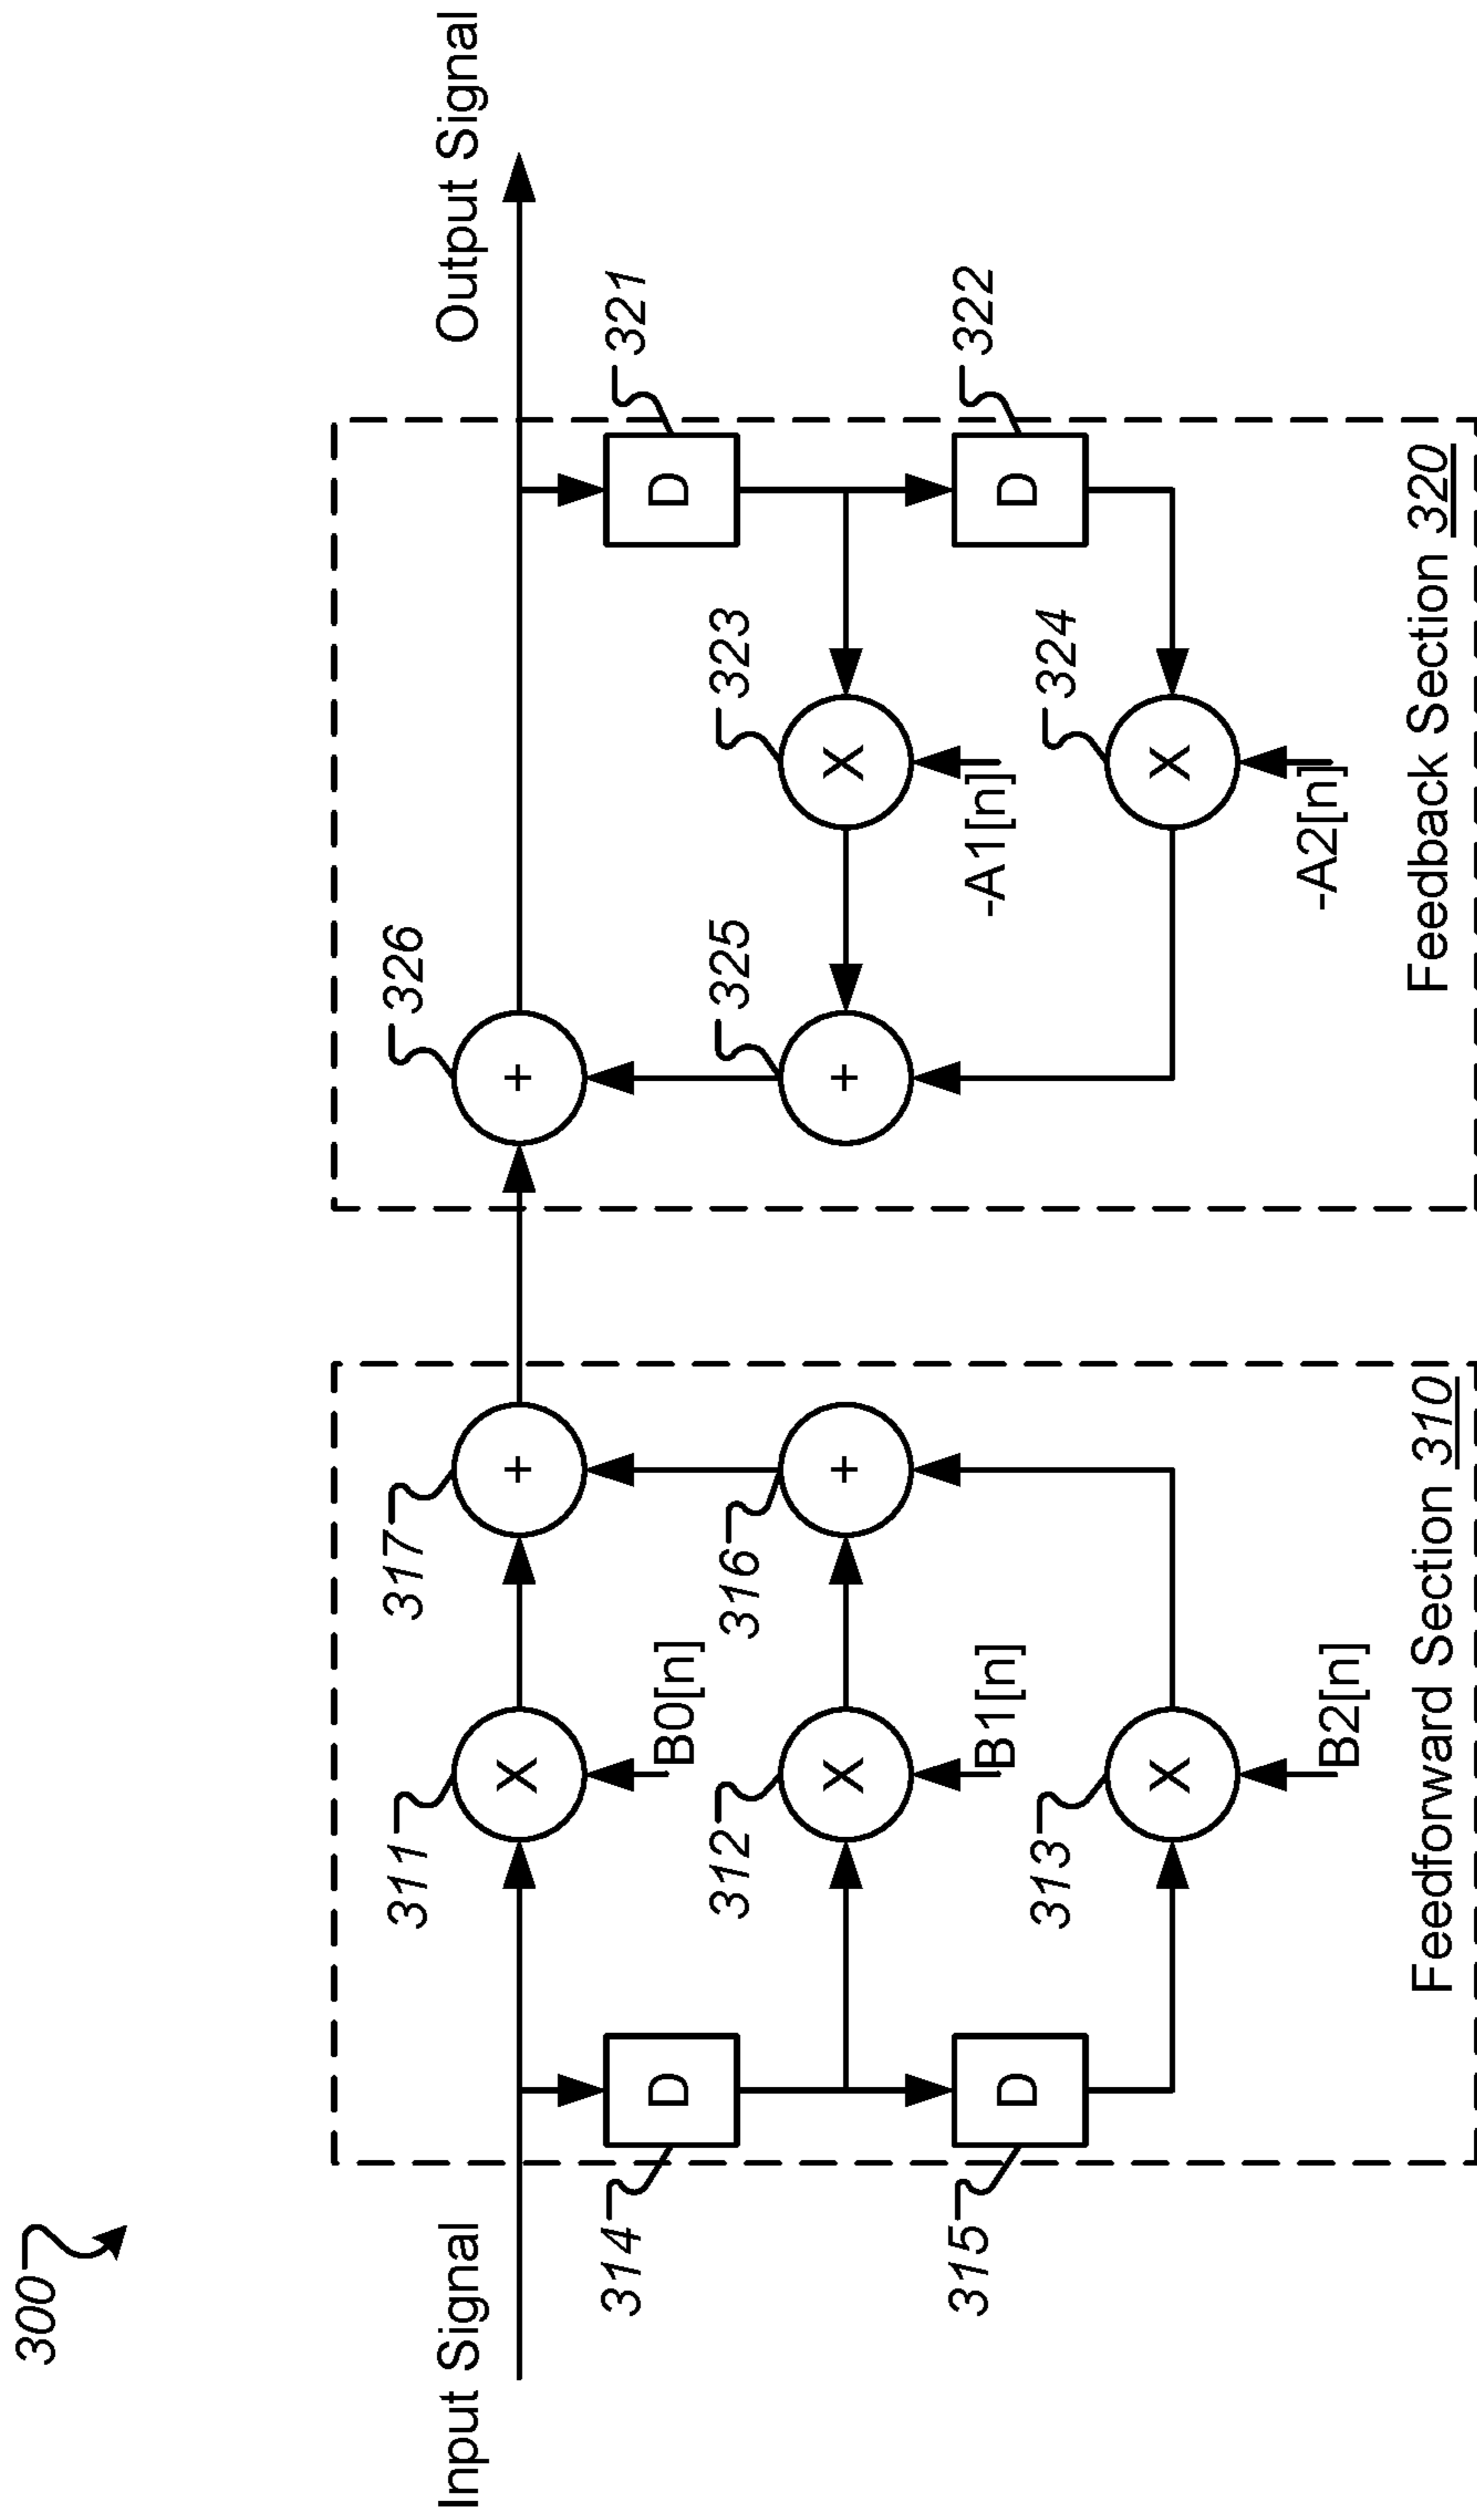 300
Input Signal
Output Signal
311
317
326
314
B0[n]
321
312
316
325
323
315
B1[n]
-A1[n]
322
313
324
B2[n]
-A2[n]
Feedforward Section 310
Feedback Section 320
D
D
D
D
X
X
X
X
X
+
+
+
+